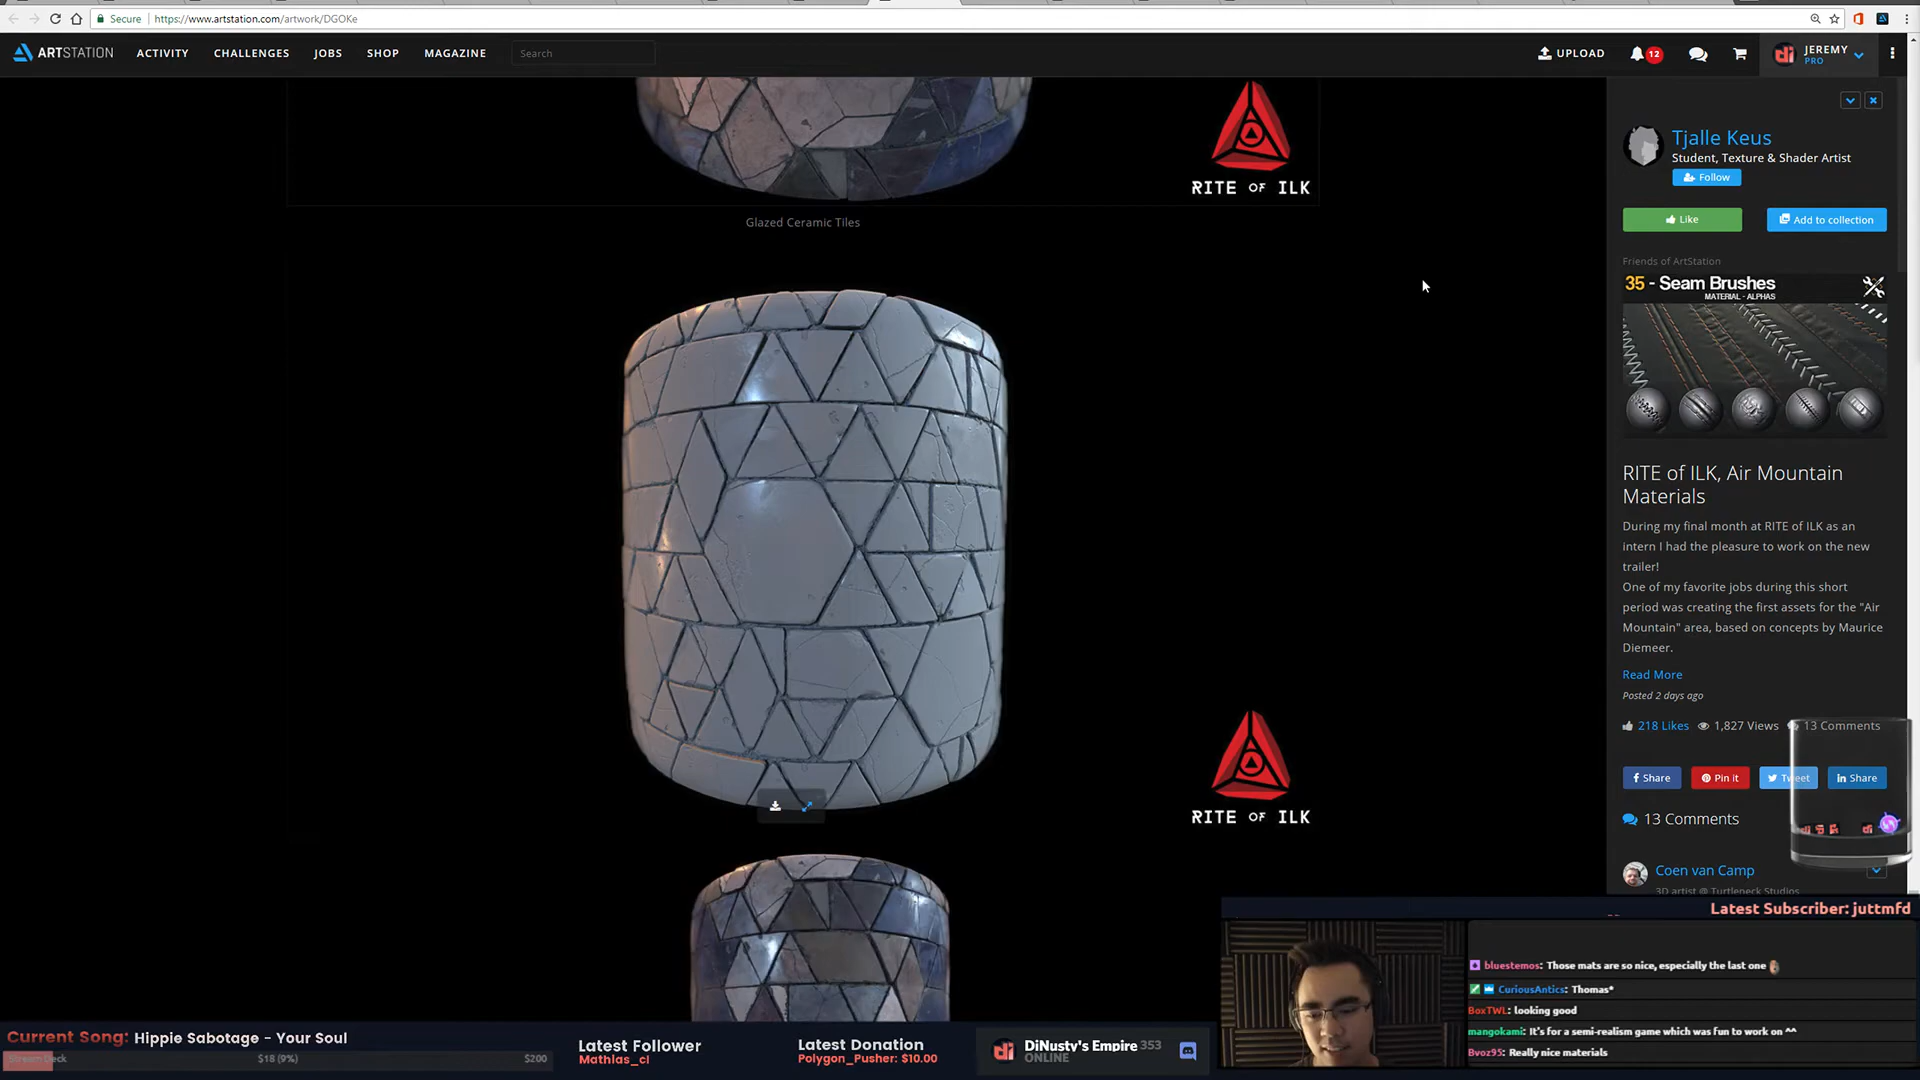 Secure
https://www.artstation.com/artwork/DGOKe
ARTSTATION
ACTIVITY
CHALLENGES
JOBS
SHOP
MAGAZINE
Search
UPLOAD
12
JEREMY
PRO
RITE OF ILK
Glazed Ceramic Tiles
RITE OF ILK
Tjalle Keus
Student, Texture & Shader Artist
Follow
Like
Add to collection
Friends of ArtStation
35 - Seam Brushes
MATERIAL - ALPHAS
RITE of ILK, Air Mountain
Materials
During my final month at RITE of ILK as an
intern I had the pleasure to work on the new
trailer!
One of my favorite jobs during this short
period was creating the first assets for the "Air
Mountain" area, based on concepts by Maurice
Diemeer.
Read More
Posted 2 days ago
218 Likes
1,827 Views
13 Comments
Share
Pin it
Tweet
Share
13 Comments
Coen van Camp
3D artist @ Turtleneck Studios
Latest Subscriber: juttmfd
bluestemos: Those mats are so nice, especially the last one
CuriousAntics: Thomas*
BoxTWL: looking good
mangokami: It's for a semi-realism game which was fun to work on ^^
Bvoz95: Really nice materials
Current Song: Hippie Sabotage - Your Soul
Stream Deck
$18 (9%)
$200
Latest Follower
Mathias_cl
Latest Donation
Polygon_Pusher: $10.00
DiNusty's Empire 353
ONLINE